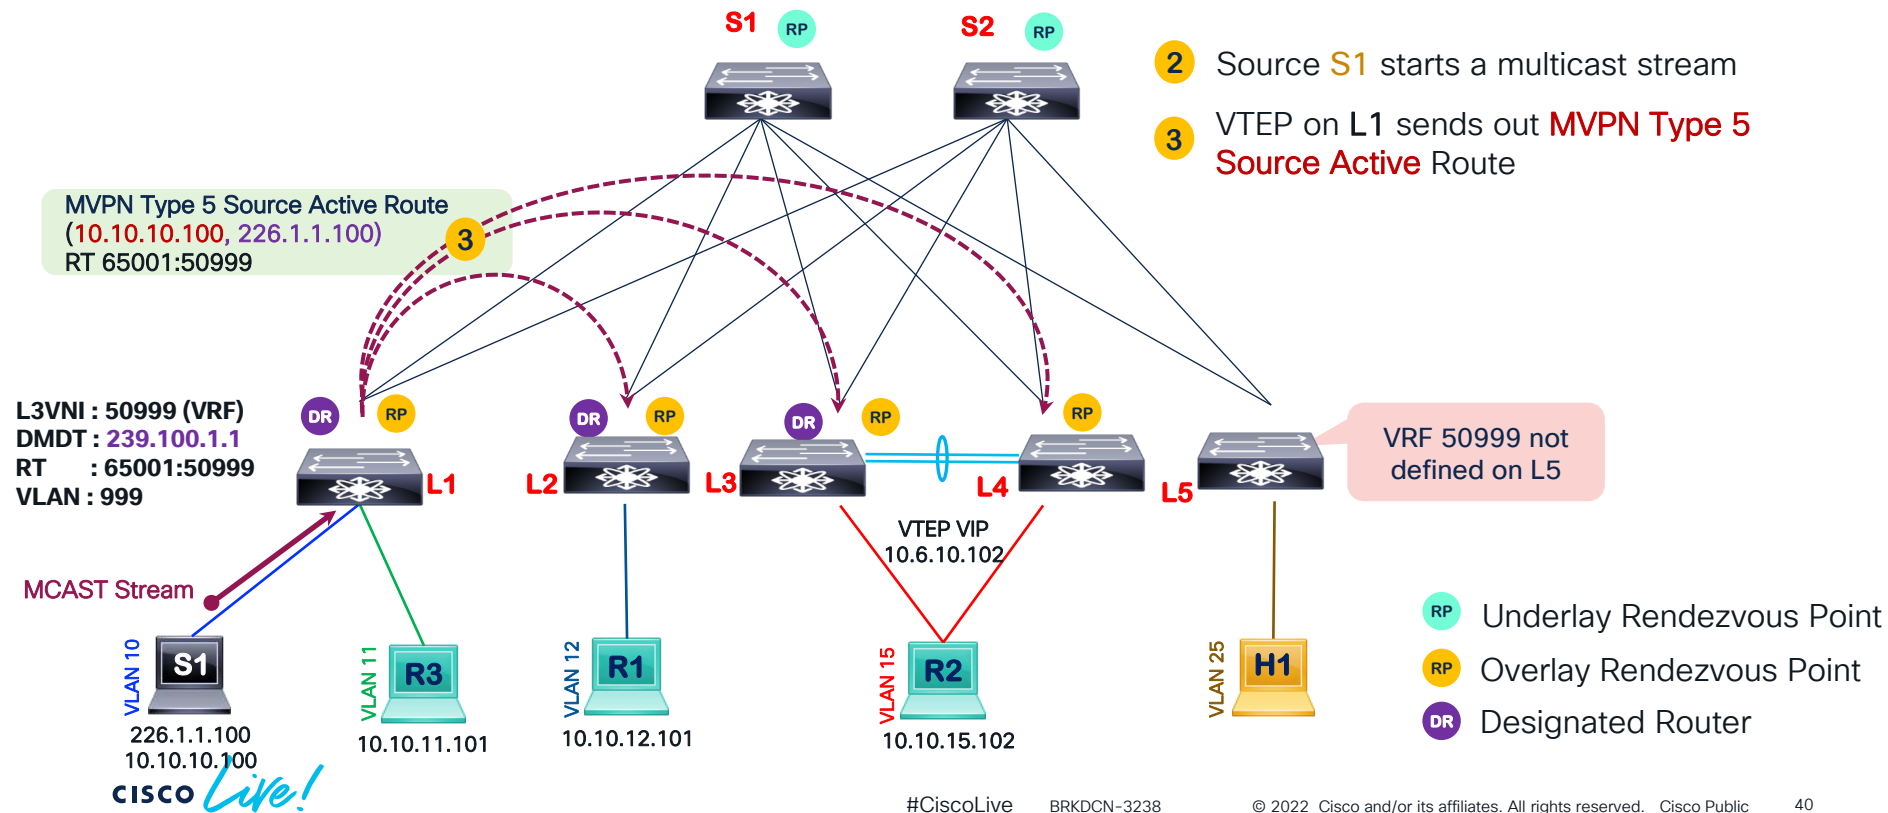 S1 RP
S2 RP
2 Source S1 starts a multicast stream
3 VTEP on L1 sends out MVPN Type 5
Source Active Route
MVPN Type 5 Source Active Route
(10.10.10.100, 226.1.1.100)
RT 65001:50999
3
L3VNI : 50999 (VRF)
DMDT : 239.100.1.1
RT : 65001:50999
VLAN : 999
DR RP
L1
DR RP
L2
DR RP
L3
RP
L4
L5
VRF 50999 not
defined on L5
VTEP VIP
10.6.10.102
MCAST Stream
VLAN 10
S1
226.1.1.100
10.10.10.100
VLAN 11
R3
10.10.11.101
VLAN 12
R1
10.10.12.101
VLAN 15
R2
10.10.15.102
VLAN 25
H1
RP Underlay Rendezvous Point
RP Overlay Rendezvous Point
DR Designated Router
CISCO Live!
#CiscoLive BRKDCN-3238 © 2022 Cisco and/or its affiliates. All rights reserved. Cisco Public 40